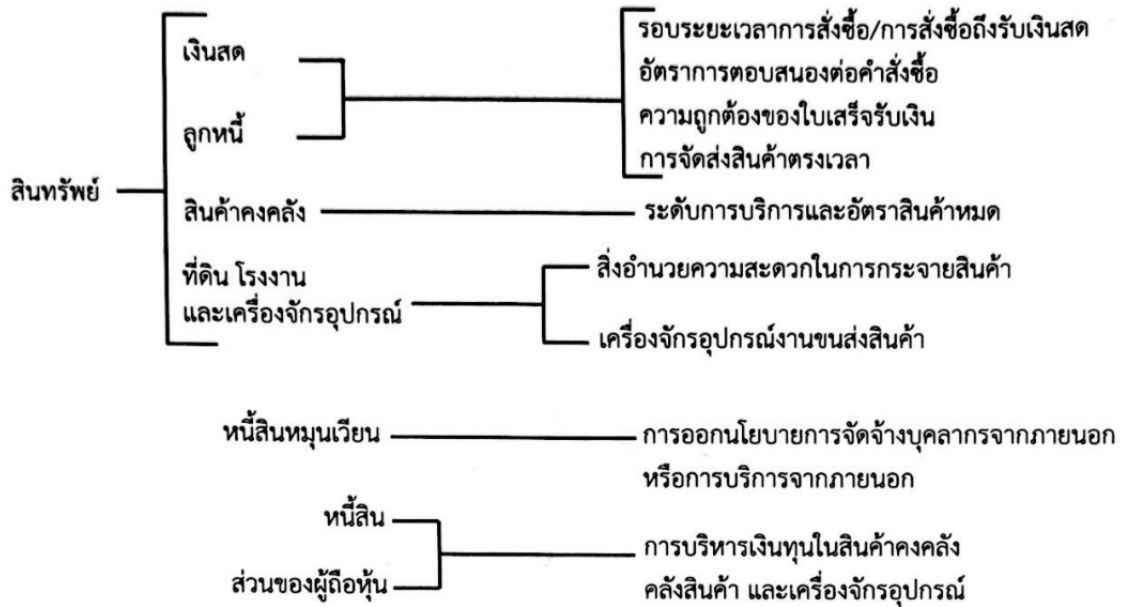 เงินสด
ลูกหนี้
รอบระยะเวลาการสั่งซื้อ/การสั่งซื้อถึงรับเงินสด
อัตราการตอบสนองต่อคำสั่งซื้อ
ความถูกต้องของใบเสร็จรับเงิน
การจัดส่งสินค้าตรงเวลา
สินทรัพย์
สินค้าคงคลัง
ระดับการบริการและอัตราสินค้าหมด
ที่ดิน โรงงาน
และเครื่องจักรอุปกรณ์
สิ่งอำนวยความสะดวกในการกระจายสินค้า
เครื่องจักรอุปกรณ์งานขนส่งสินค้า
หนี้สินหมุนเวียน
การออกนโยบายการจัดจ้างบุคลากรจากภายนอก
หรือการบริการจากภายนอก
หนี้สิน
ส่วนของผู้ถือหุ้น
การบริหารเงินทุนในสินค้าคงคลัง
คลังสินค้า และเครื่องจักรอุปกรณ์